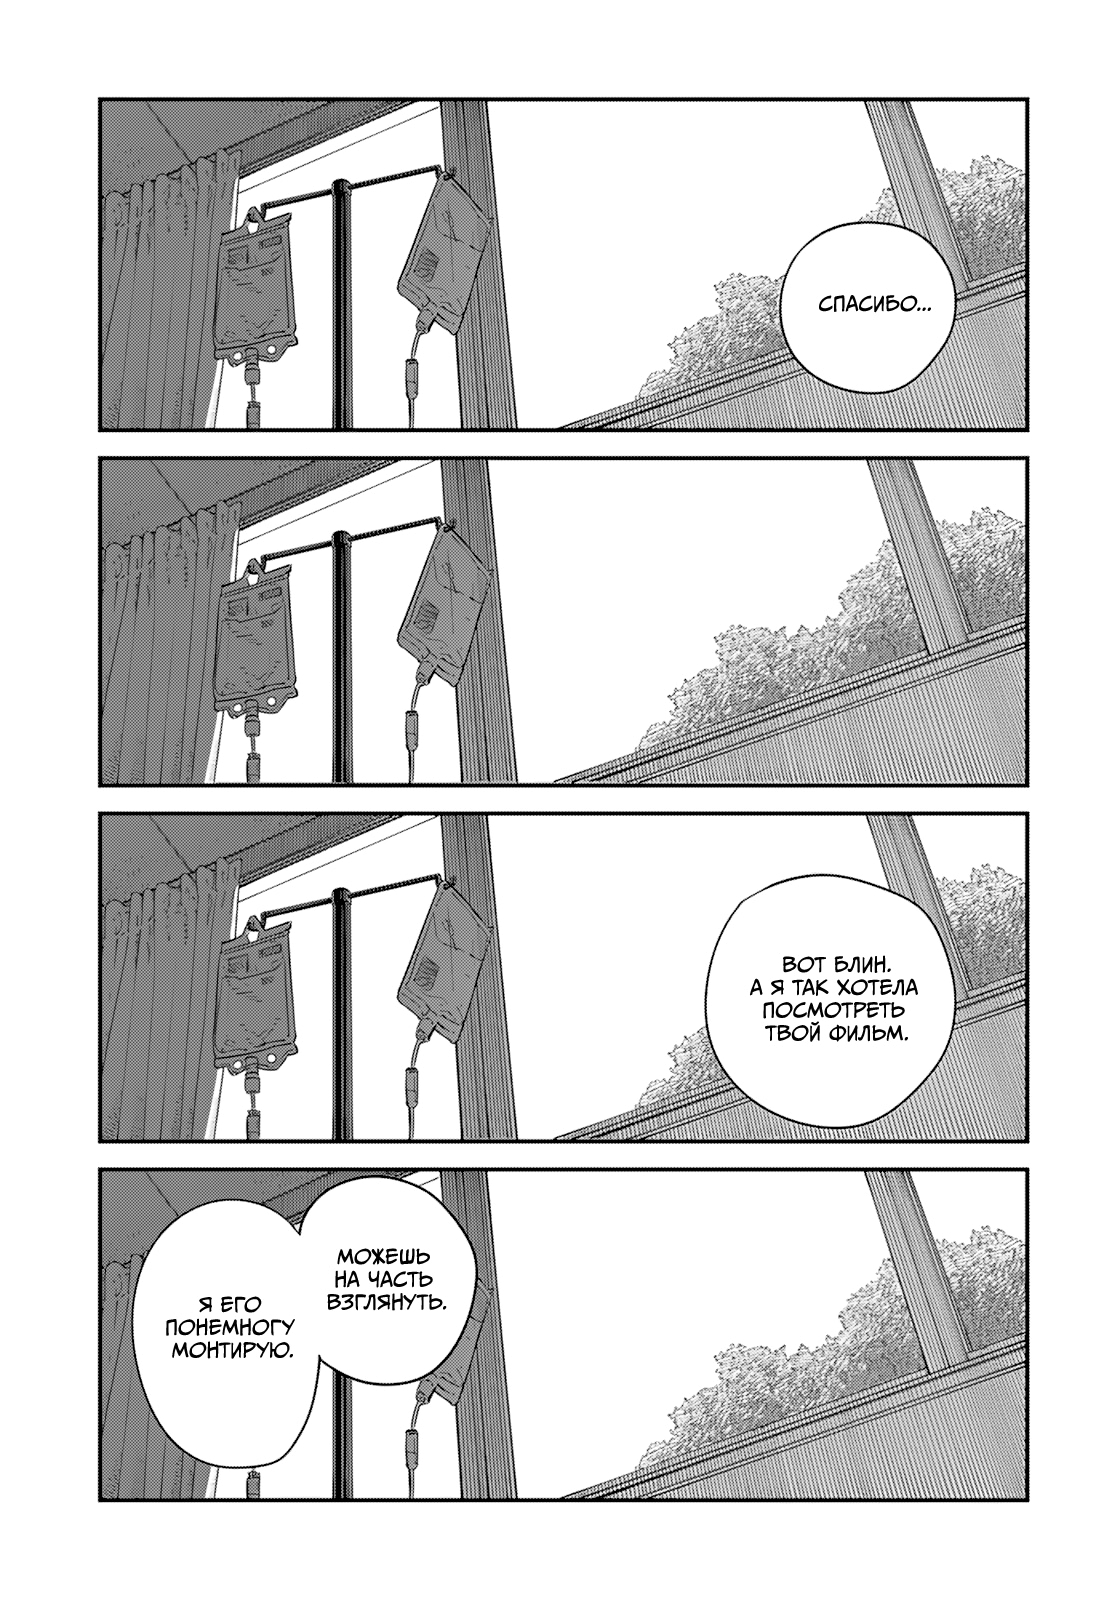 СПАСИБО...
ВОТ БЛИН.
А Я ТАК ХОТЕЛА
ПОСМОТРЕТЬ
ТВОЙ ФИЛЬМ.
МОЖЕШЬ
НА ЧАСТЬ
ВЗГЛЯНУТЬ.
Я ЕГО
ПОНЕМНОГУ
МОНТИРУЮ.